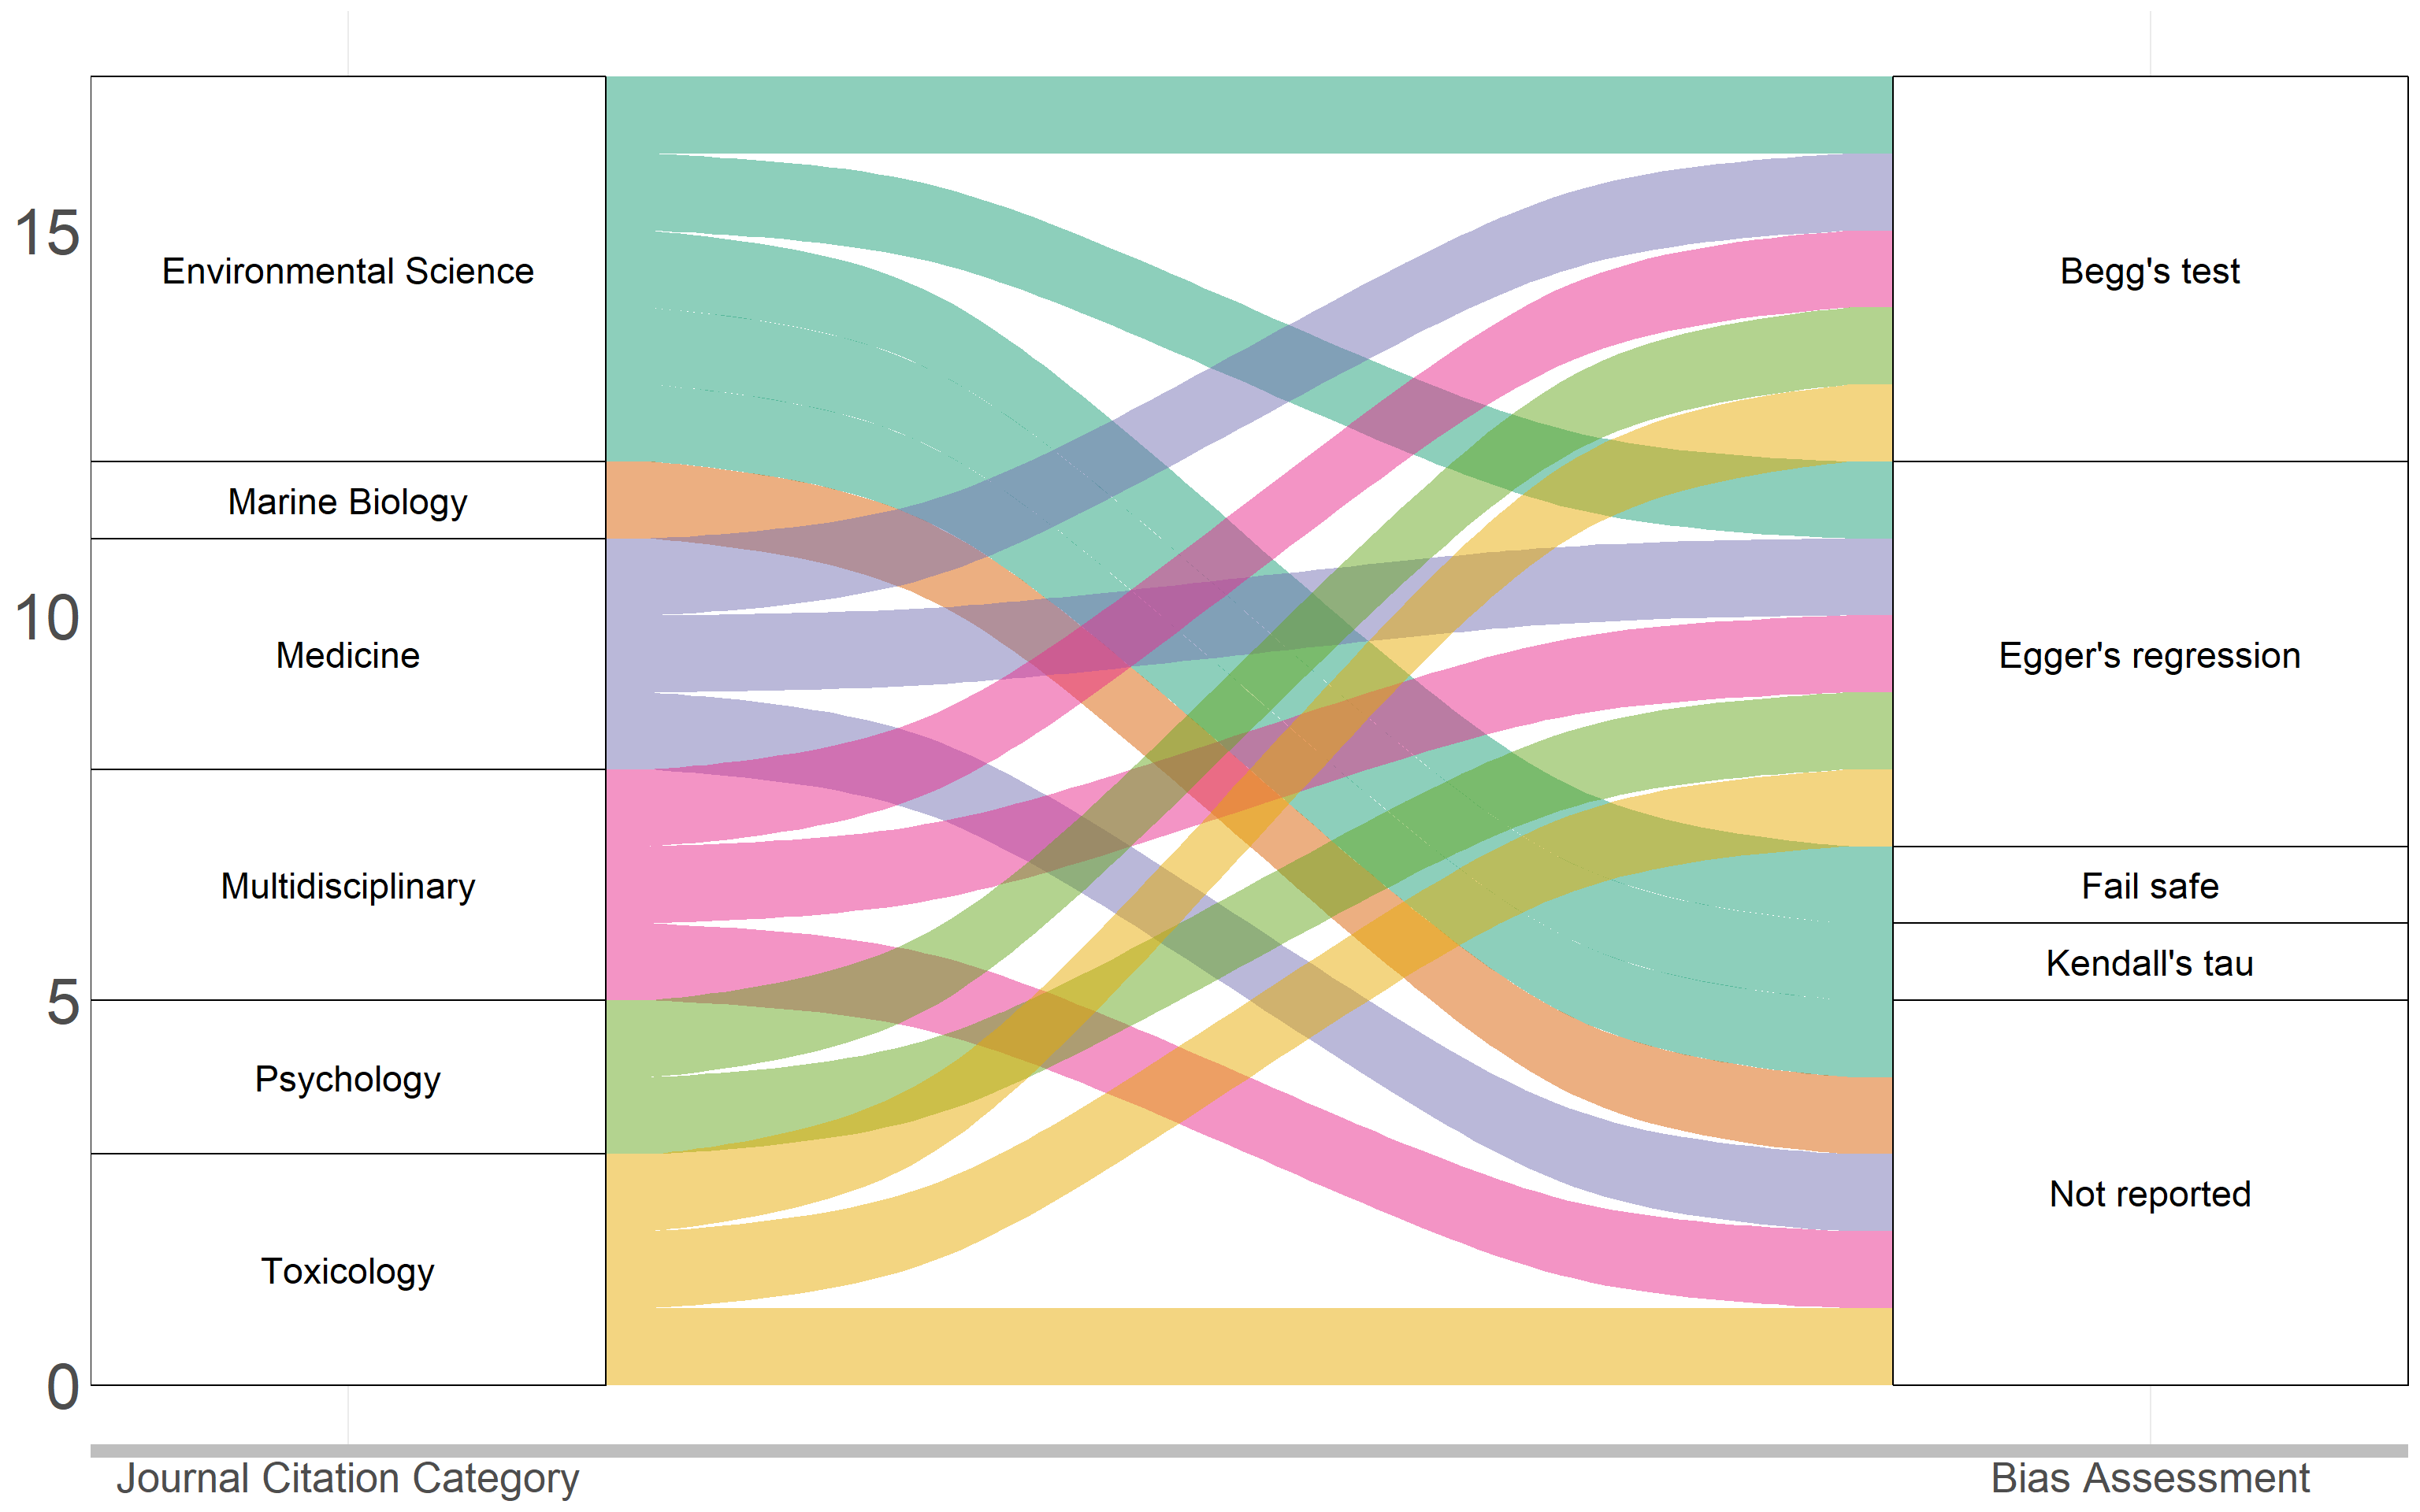 15
10
5
0
Environmental Science
Marine Biology
Medicine
Multidisciplinary
Psychology
Toxicology
Begg's test
Egger's regression
Fail safe
Kendall's tau
Not reported
Journal Citation Category
Bias Assessment